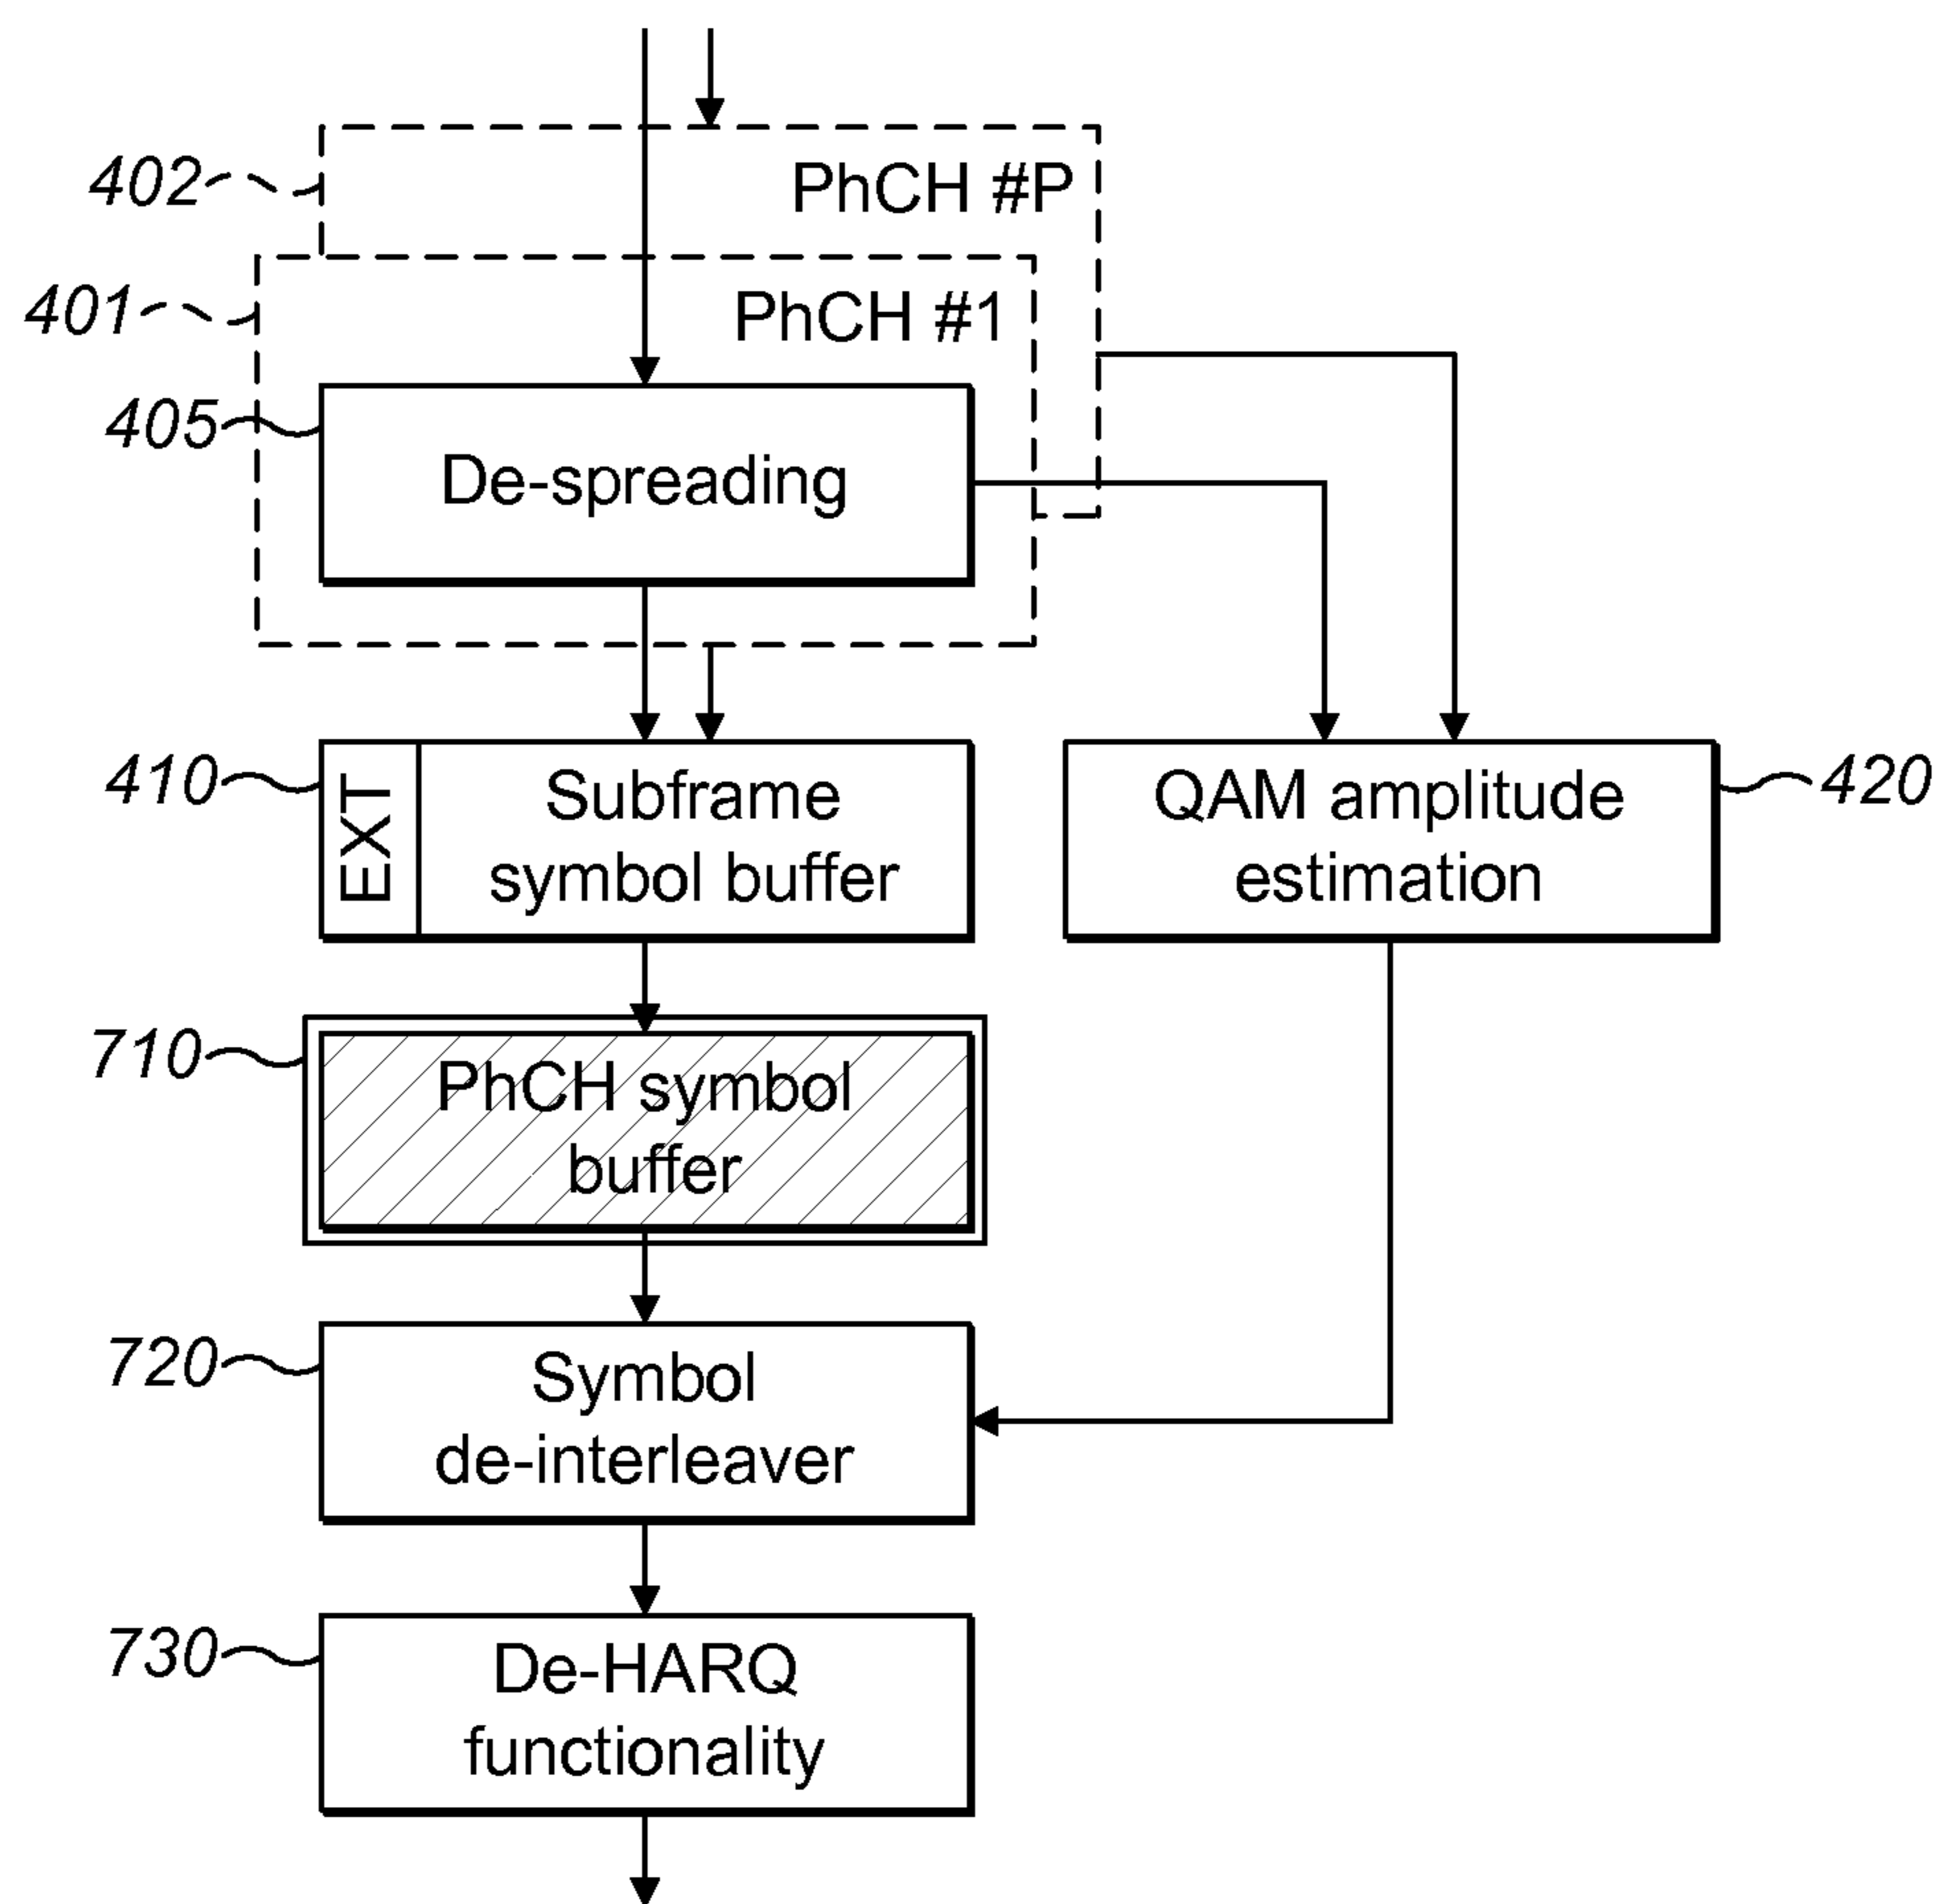 402
PhCH #P
401
PhCH #1
405
De-spreading
410
EXT
Subframe
symbol buffer
QAM amplitude
estimation
420
710
PhCH symbol
buffer
720
Symbol
de-interleaver
730
De-HARQ
functionality